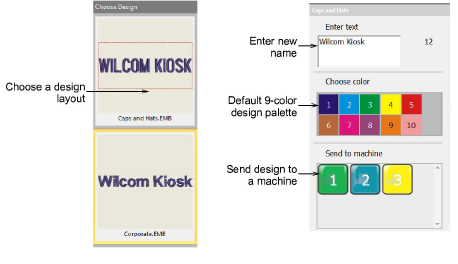 Choose Design
WILCOM KIOSK
Caps and Hats.EMB
Wilcom Kiosk
Corporate.EMB
Choose a design
layout
Caps and Hats
Enter text
Wilcom Kiosk
12
Enter new
name
Choose color
1 2 3 4 5
6 7 8 9 10
Default 9-color
design palette
Send to machine
1 2 3
Send design to
a machine